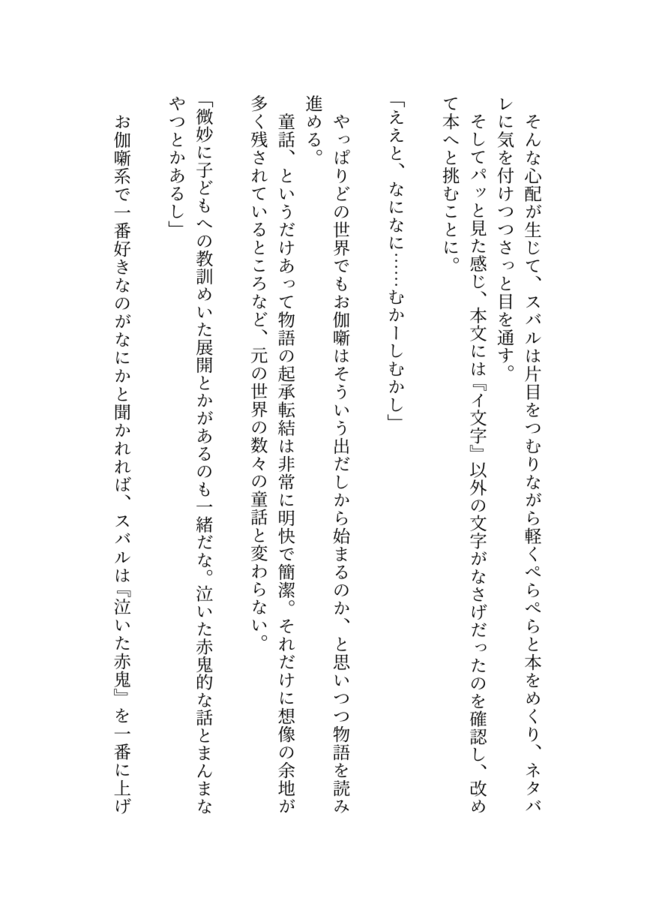 そんな心配が生じて、スバルは片目をつむりながら軽くぺらぺらと本をめくり、ネタバ
レに気を付けつつさっと目を通す。
　そしてパッと見た感じ、本文には『イ文字』以外の文字がなさげだったのを確認し、改め
て本へと挑むことに。
「ええと、なになに……むかーしむかし」
　やっぱりどの世界でもお伽噺はそういう出だしから始まるのか、と思いつつ物語を読み
進める。
　童話、というだけあって物語の起承転結は非常に明快で簡潔。それだけに想像の余地が
多く残されているところなど、元の世界の数々の童話と変わらない。
「微妙に子どもへの教訓めいた展開とかがあるのも一緒だな。泣いた赤鬼的な話とまんまな
やつとかあるし」
　お伽噺系で一番好きなのがなにかと聞かれれば、スバルは『泣いた赤鬼』を一番に上げ